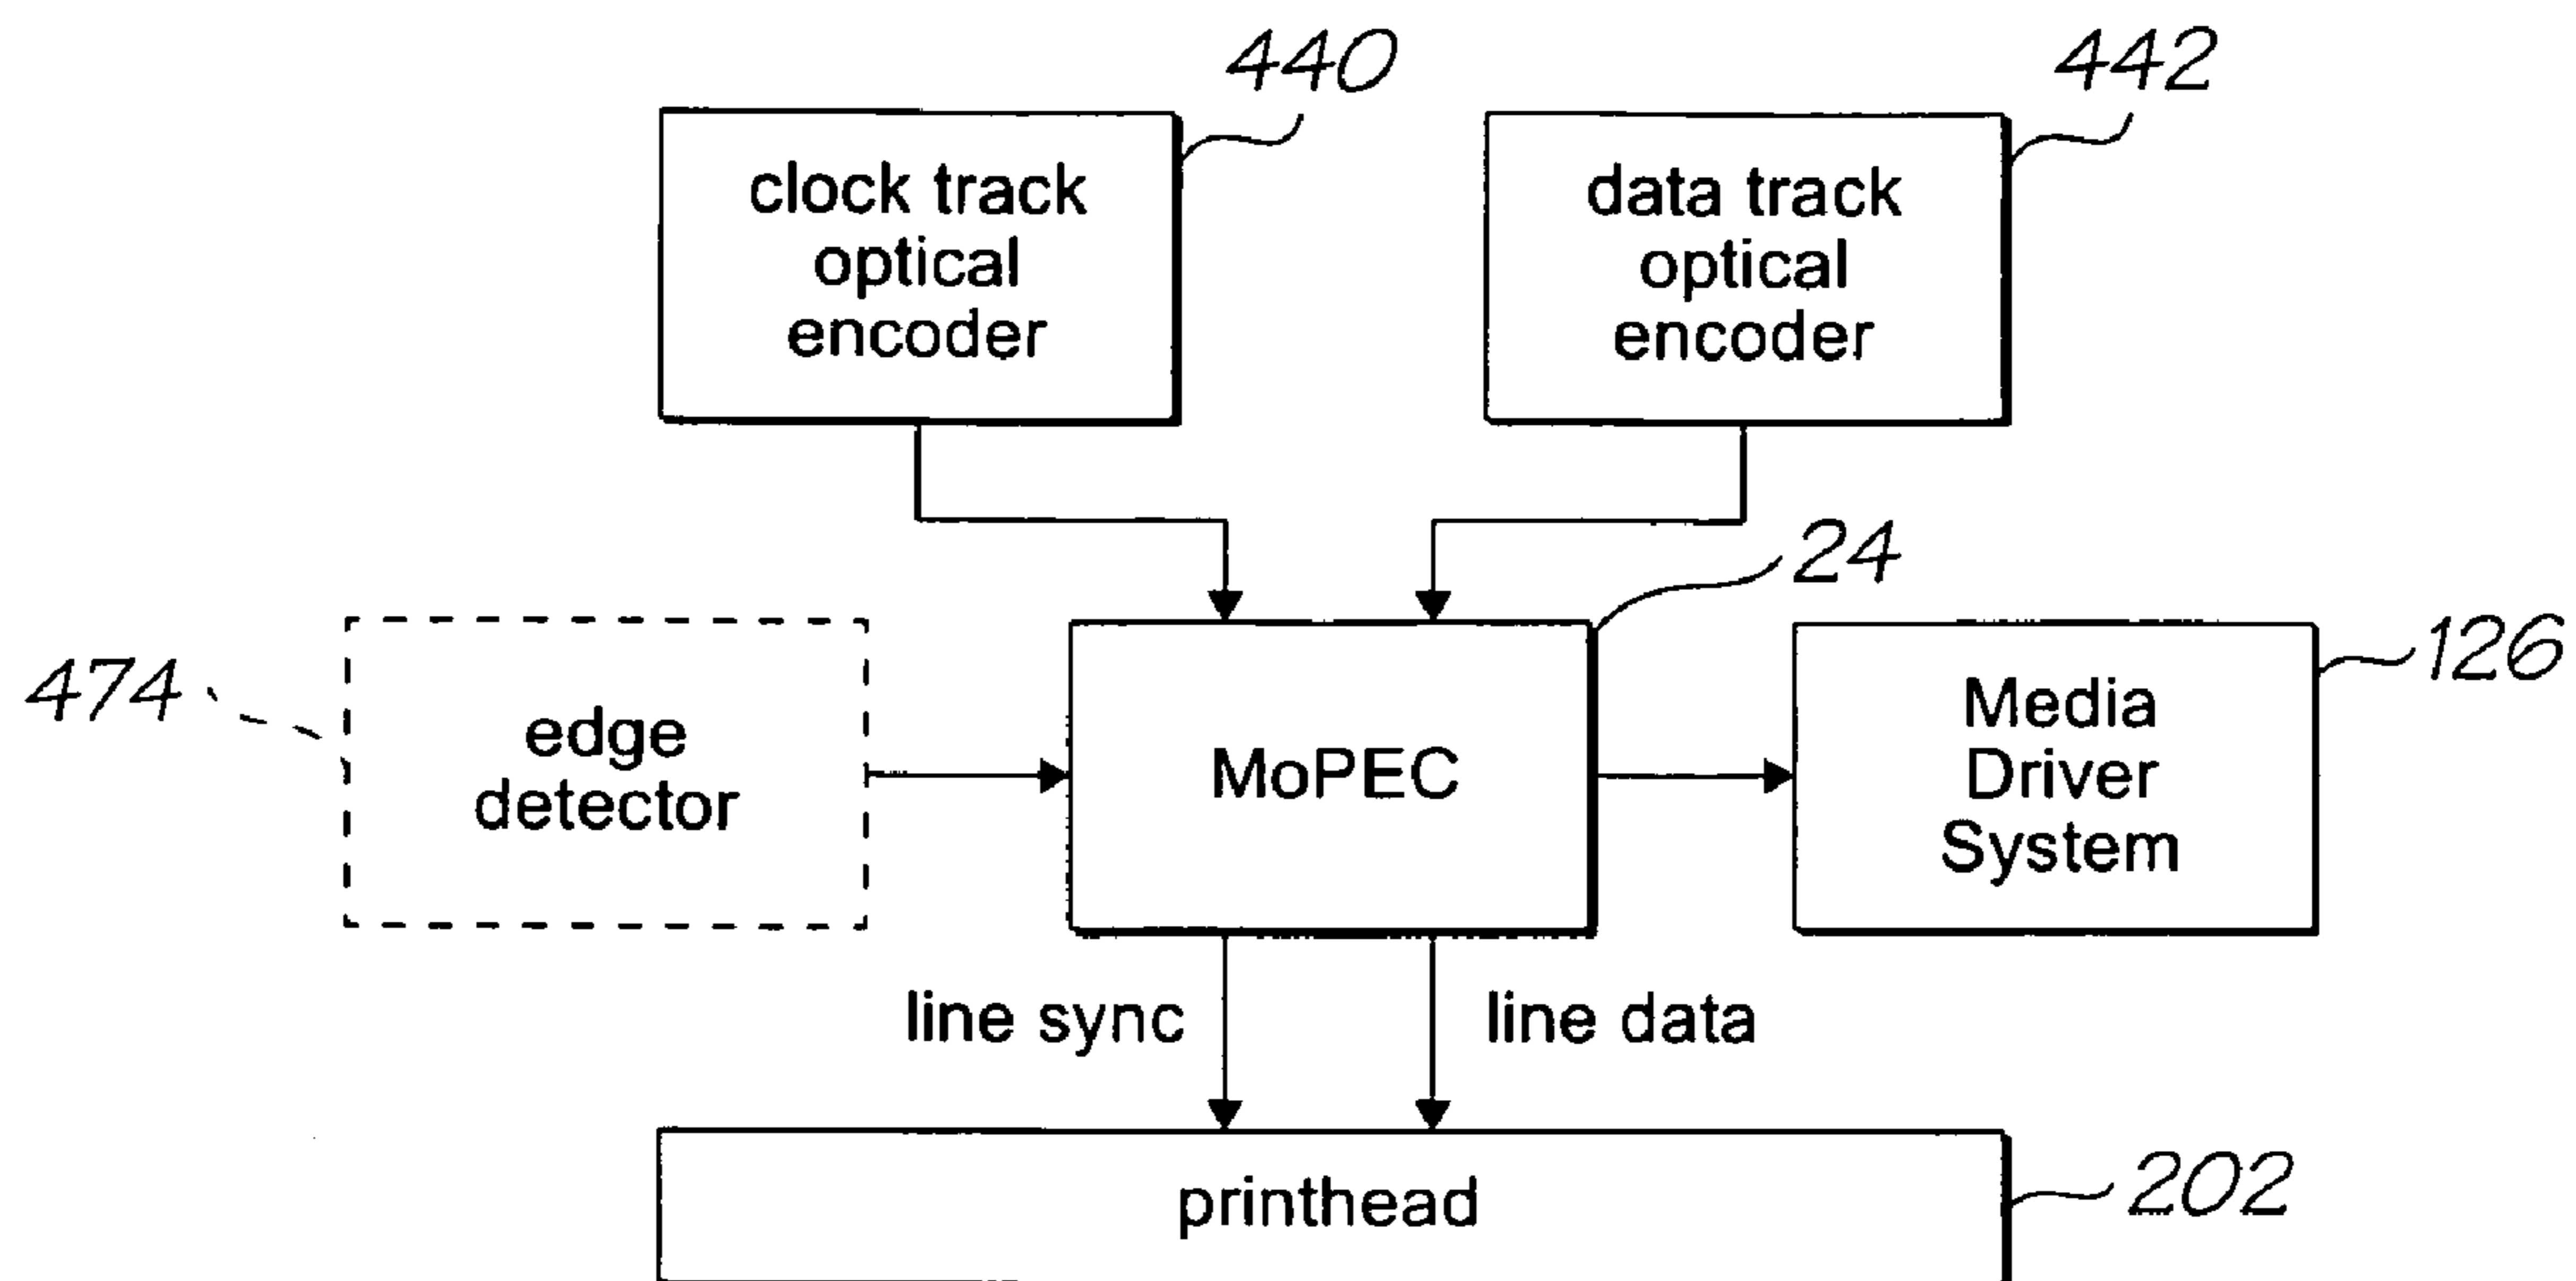 440
442
clock track
optical
encoder
data track
optical
encoder
24
126
474
edge
detector
MoPEC
Media
Driver
System
line sync
line data
printhead
202